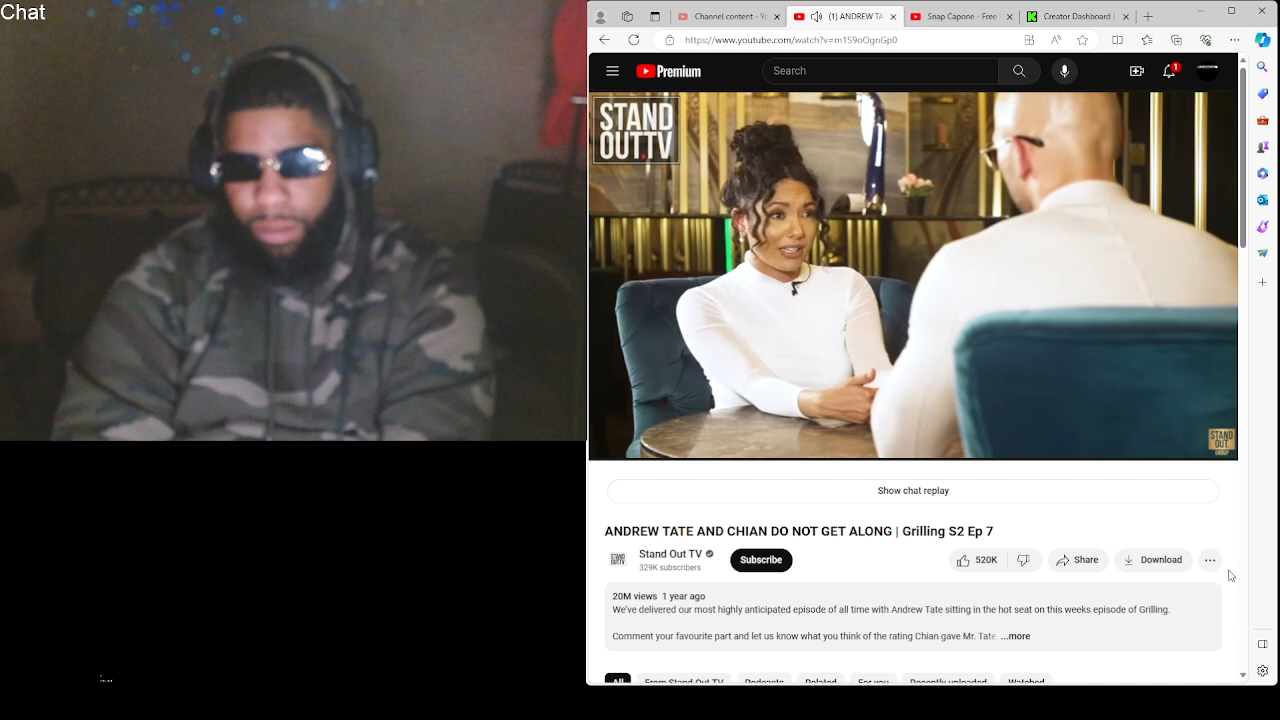 Chat
Channel content - Yo
(1) ANDREW TA
Snap Capone - Free
Creator Dashboard
https://www.youtube.com/watch?v=m1S9oOgnGp0
Premium
Search
1
STAND
OUTTV
STAND
OUT.
GROUP
Show chat replay
ANDREW TATE AND CHIAN DO NOT GET ALONG | Grilling S2 Ep 7
Stand Out TV
329K subscribers
Subscribe
520K
Share
Download
20M views 1 year ago
We've delivered our most highly anticipated episode of all time with Andrew Tate sitting in the hot seat on this weeks episode of Grilling.
Comment your favourite part and let us know what you think of the rating Chian gave Mr. Tate. ...more
All From Stand Out TV Podcasts Related For you Recently uploaded Watched